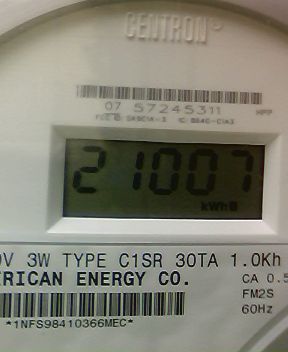 CENTRON
07 57245311
21007
kWh
V 3W TYPE C1SR 30TA 1.0Kh
RICAN ENERGY CO.
CA 0.5
FM2S
60Hz
*1NFS98410366MEC*